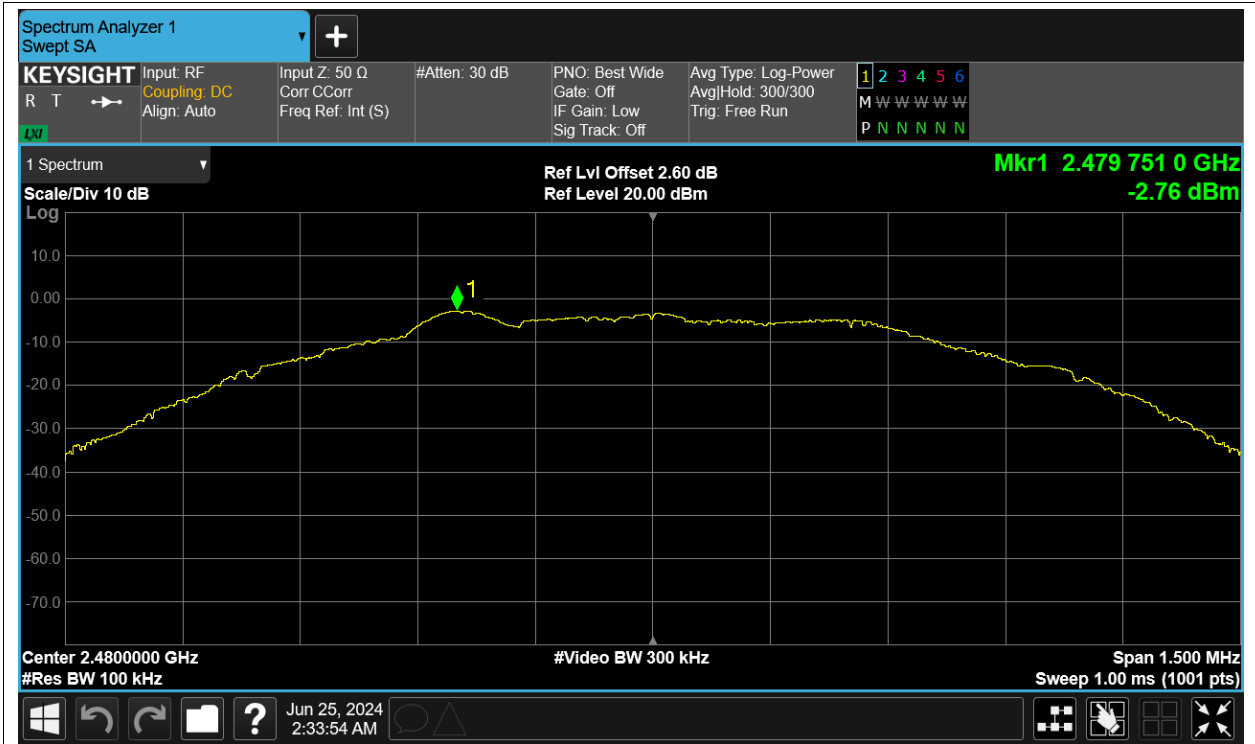 Spectrum Analyzer 1
Swept SA
KEYSIGHT
R T
LXI
Input: RF
Coupling: DC
Align: Auto
Input Z: 50 Ω
Corr CCorr
Freq Ref: Int (S)
#Atten: 30 dB
PNO: Best Wide
Gate: Off
IF Gain: Low
Sig Track: Off
Avg Type: Log-Power
Avg|Hold: 300/300
Trig: Free Run
1 2 3 4 5 6
M W W W W W
P N N N N N
1 Spectrum
Scale/Div 10 dB
Log
Ref Lvl Offset 2.60 dB
Ref Level 20.00 dBm
Mkr1 2.479 751 0 GHz
-2.76 dBm
10.0
0.00
-10.0
-20.0
-30.0
-40.0
-50.0
-60.0
-70.0
1
Center 2.4800000 GHz
#Res BW 100 kHz
#Video BW 300 kHz
Span 1.500 MHz
Sweep 1.00 ms (1001 pts)
?
Jun 25, 2024
2:33:54 AM